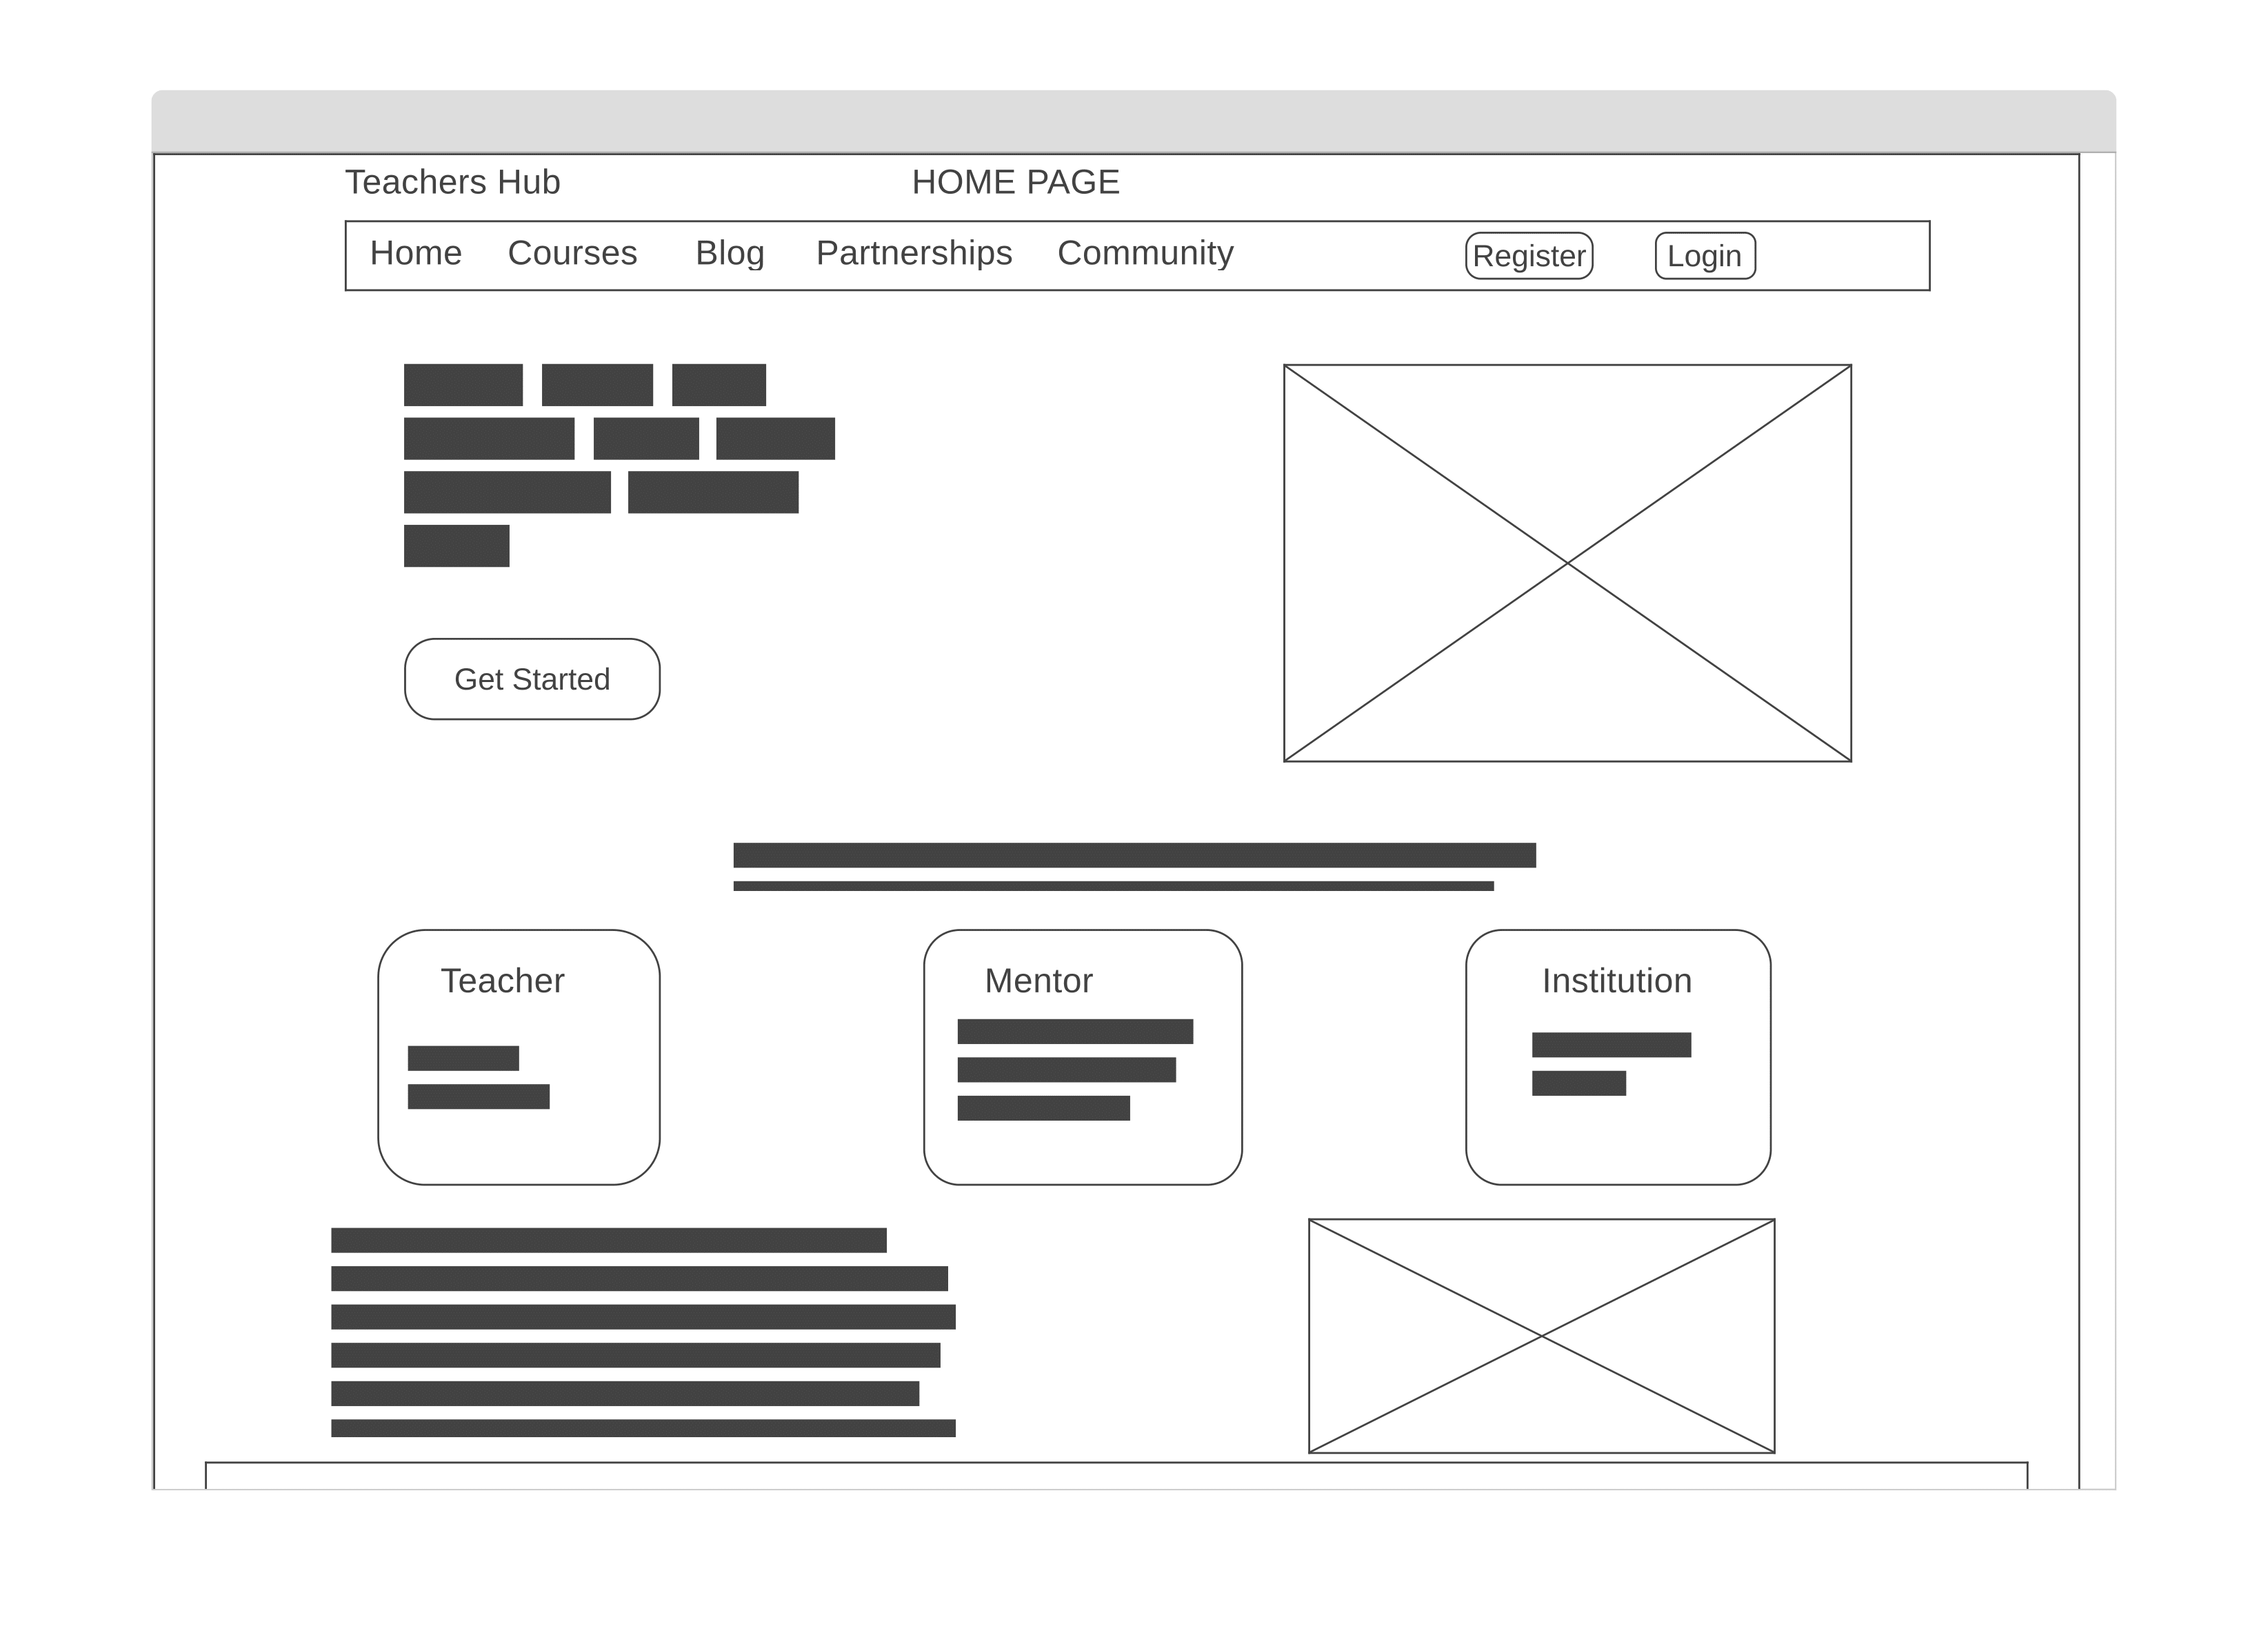 Teachers Hub HOME PAGE
Home Courses Blog Partnerships Community Register Login
Get Started
Teacher Mentor Institution